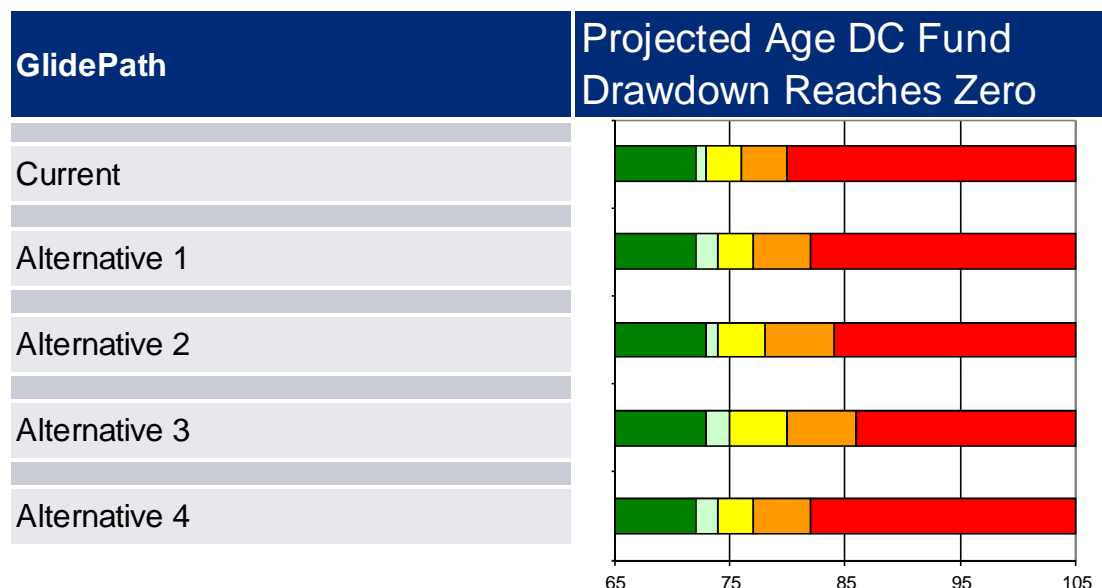 GlidePath
Projected Age DC Fund
Drawdown Reaches Zero
Current
Alternative 1
Alternative 2
Alternative 3
Alternative 4
65 75 85 95 105